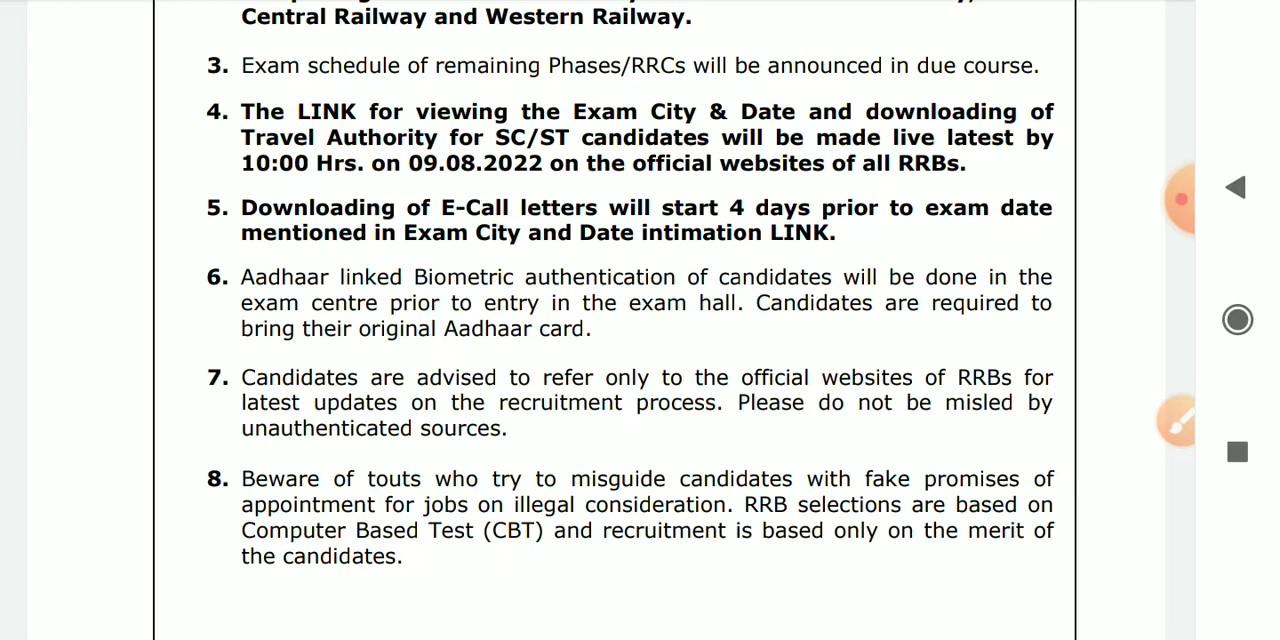 Central Railway and Western Railway.
3. Exam schedule of remaining Phases/RRCs will be announced in due course.
4. The LINK for viewing the Exam City & Date and downloading of
Travel Authority for SC/ST candidates will be made live latest by
10:00 Hrs. on 09.08.2022 on the official websites of all RRBs.
5. Downloading of E-Call letters will start 4 days prior to exam date
mentioned in Exam City and Date intimation LINK.
6. Aadhaar linked Biometric authentication of candidates will be done in the
exam centre prior to entry in the exam hall. Candidates are required to
bring their original Aadhaar card.
7. Candidates are advised to refer only to the official websites of RRBs for
latest updates on the recruitment process. Please do not be misled by
unauthenticated sources.
8. Beware of touts who try to misguide candidates with fake promises of
appointment for jobs on illegal consideration. RRB selections are based on
Computer Based Test (CBT) and recruitment is based only on the merit of
the candidates.